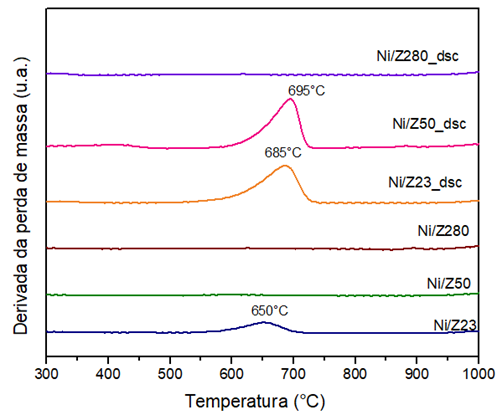 Derivada da perda de massa (u.a.)
Ni/Z280_dsc
695°C
Ni/Z50_dsc
685°C
Ni/Z23_dsc
Ni/Z280
Ni/Z50
650°C
Ni/Z23
300 400 500 600 700 800 900 1000
Temperatura (°C)